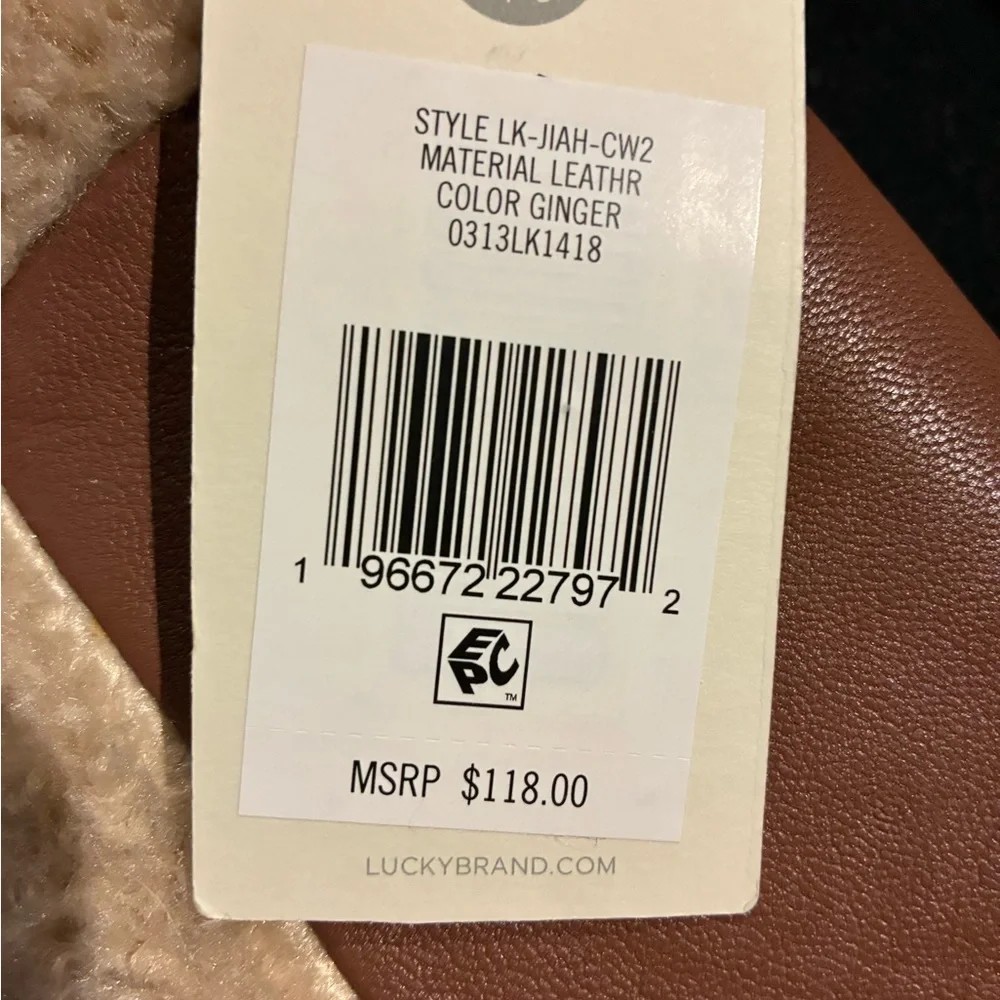 STYLE LK-JIAH-CW2
MATERIAL LEATHR
COLOR GINGER
0313LK1418
1 96672 22797 2
EPC
TM
MSRP $118.00
LUCKYBRAND.COM